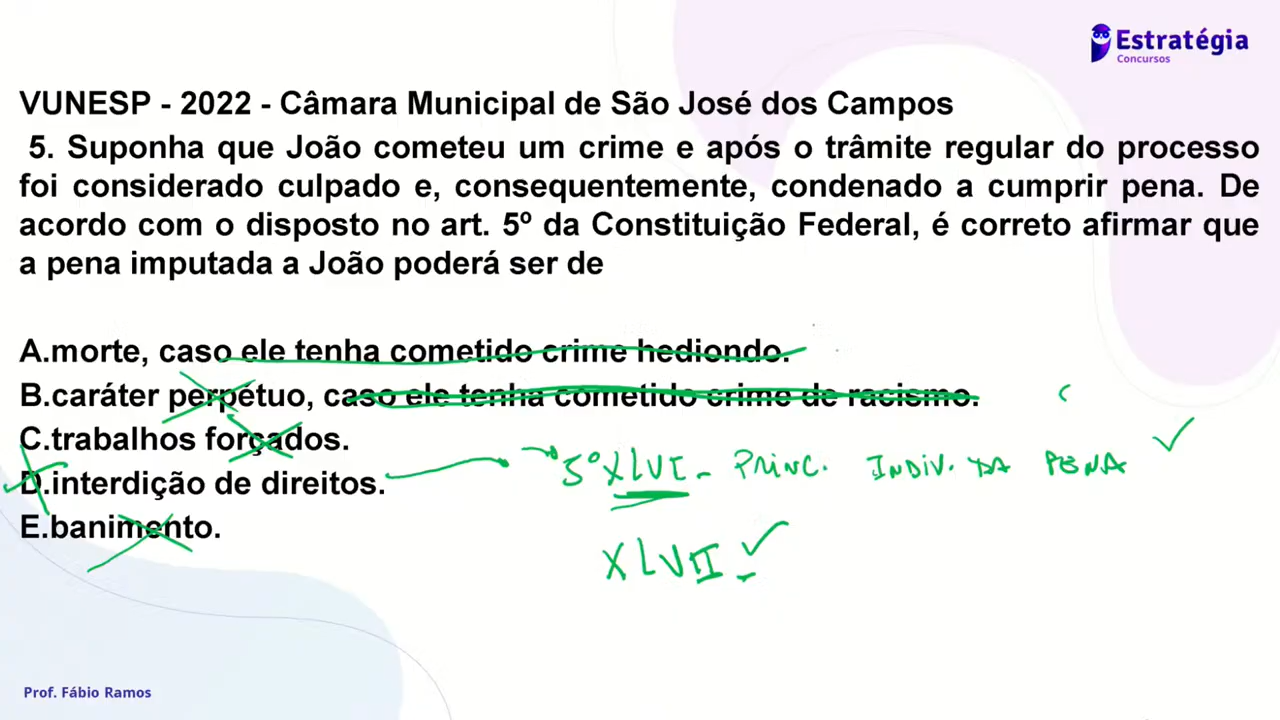 Estratégia
Concursos
VUNESP - 2022 - Câmara Municipal de São José dos Campos
5. Suponha que João cometeu um crime e após o trâmite regular do processo
foi considerado culpado e, consequentemente, condenado a cumprir pena. De
acordo com o disposto no art. 5º da Constituição Federal, é correto afirmar que
a pena imputada a João poderá ser de
A.morte, caso ele tenha cometido crime hediondo.
B.caráter perpétuo, caso ele tenha cometido crime de racismo.
C.trabalhos forçados.
D.interdição de direitos.
5º XLVI - PRINC. INDIV. DA PENA
E.banimento.
XLVII
Prof. Fábio Ramos